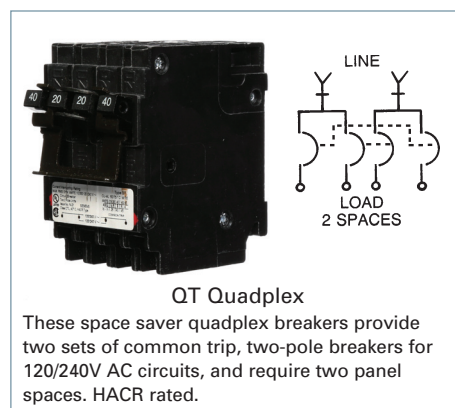 40 20 20 40
LINE
LOAD
2 SPACES
QT Quadplex
These space saver quadplex breakers provide
two sets of common trip, two-pole breakers for
120/240V AC circuits, and require two panel
spaces. HACR rated.